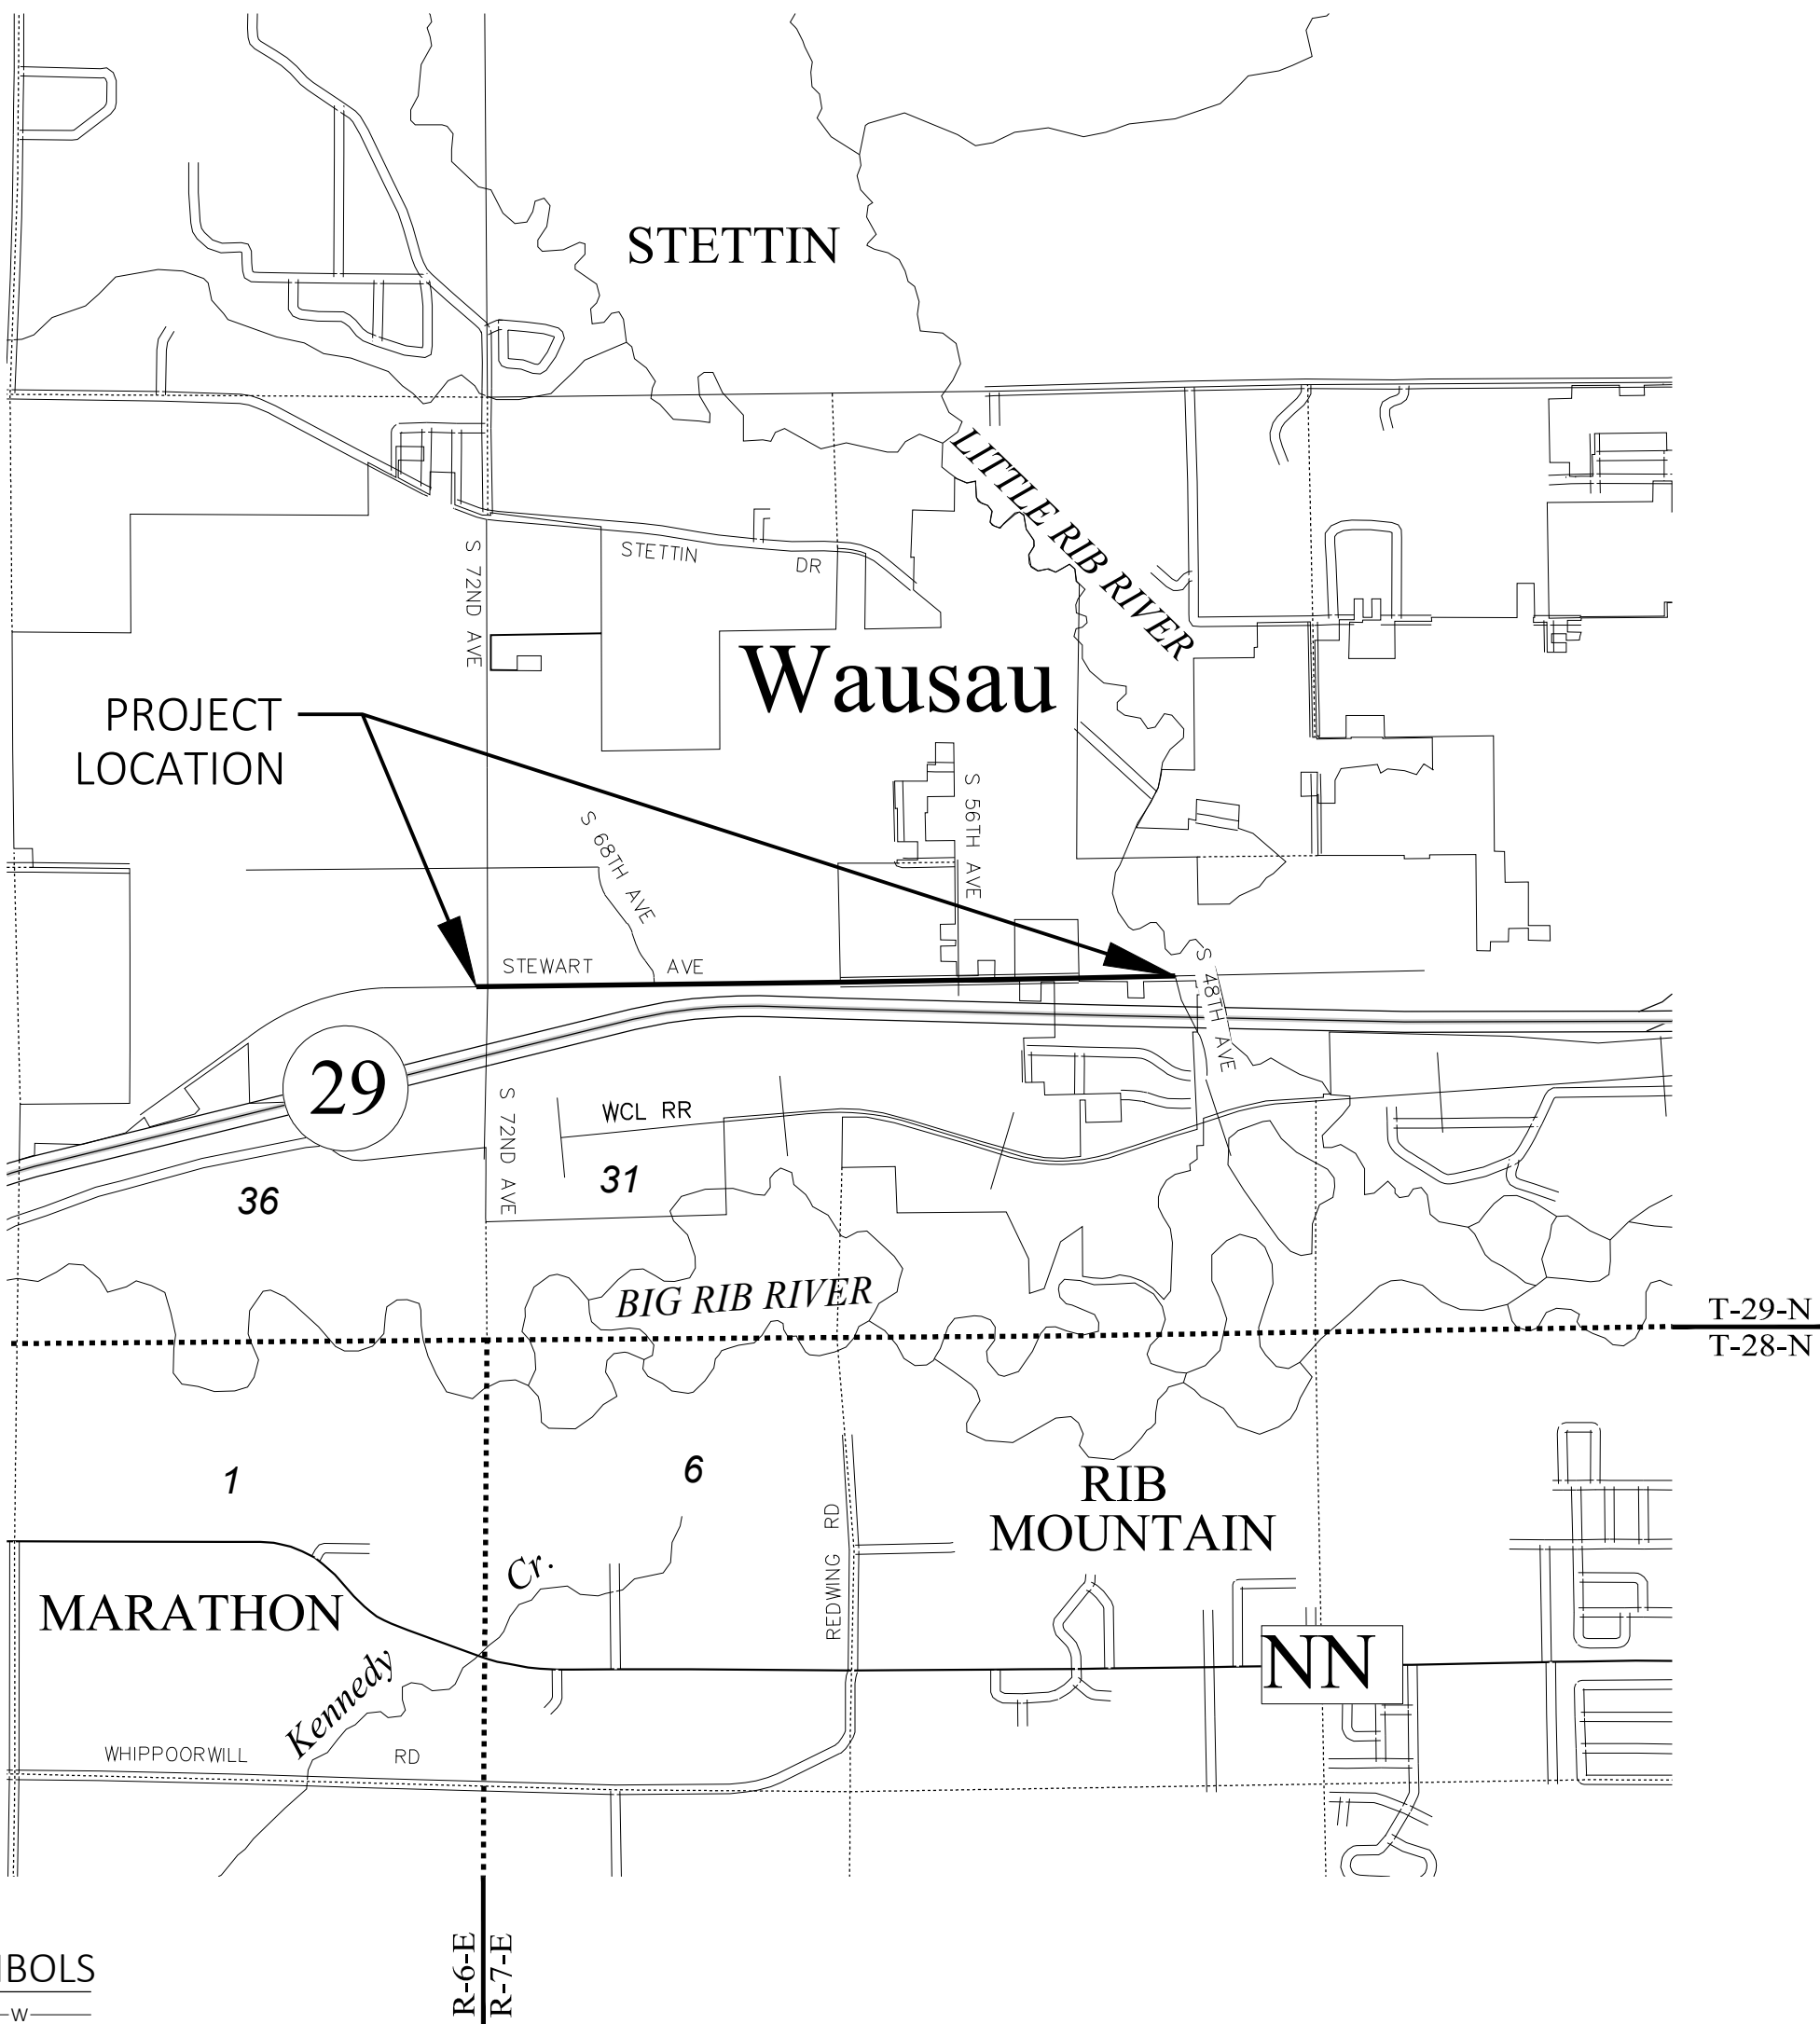 STETTIN
LITTLE RIB RIVER
STETTIN DR
S 72ND AVE
Wausau
PROJECT
LOCATION
S 56TH AVE
S 68TH AVE
STEWART AVE
S 48TH AVE
29
S 72ND AVE
WCL RR
31
36
BIG RIB RIVER
T-29-N
T-28-N
1
6
RIB
MOUNTAIN
REDWING RD
MARATHON
Kennedy Cr.
NN
WHIPPOORWILL RD
R-6-E
R-7-E
BOLS
W